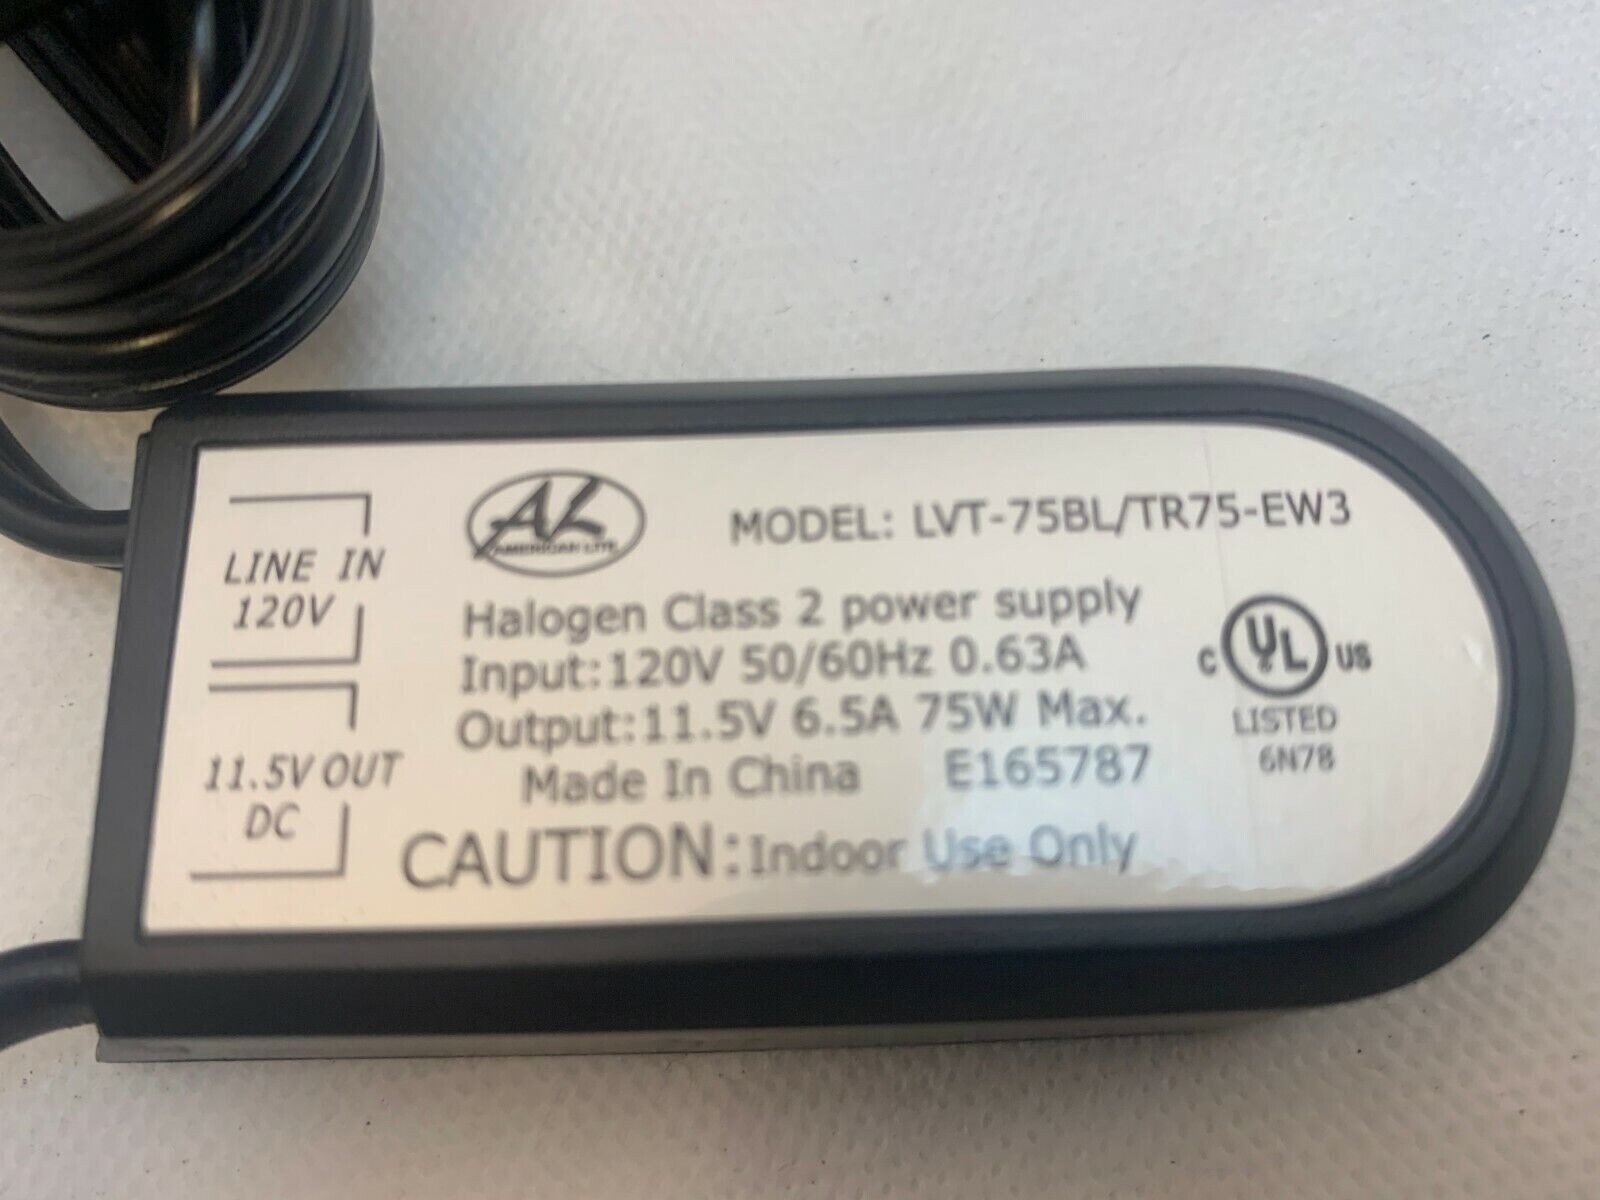 LINE IN
120V
11.5V OUT
DC
AL
AMERICAN LITE
MODEL: LVT-75BL/TR75-EW3
Halogen Class 2 power supply
Input:120V 50/60Hz 0.63A
Output:11.5V 6.5A 75W Max.
Made In China E165787
CAUTION:Indoor Use Only
C UL US
LISTED
6N78